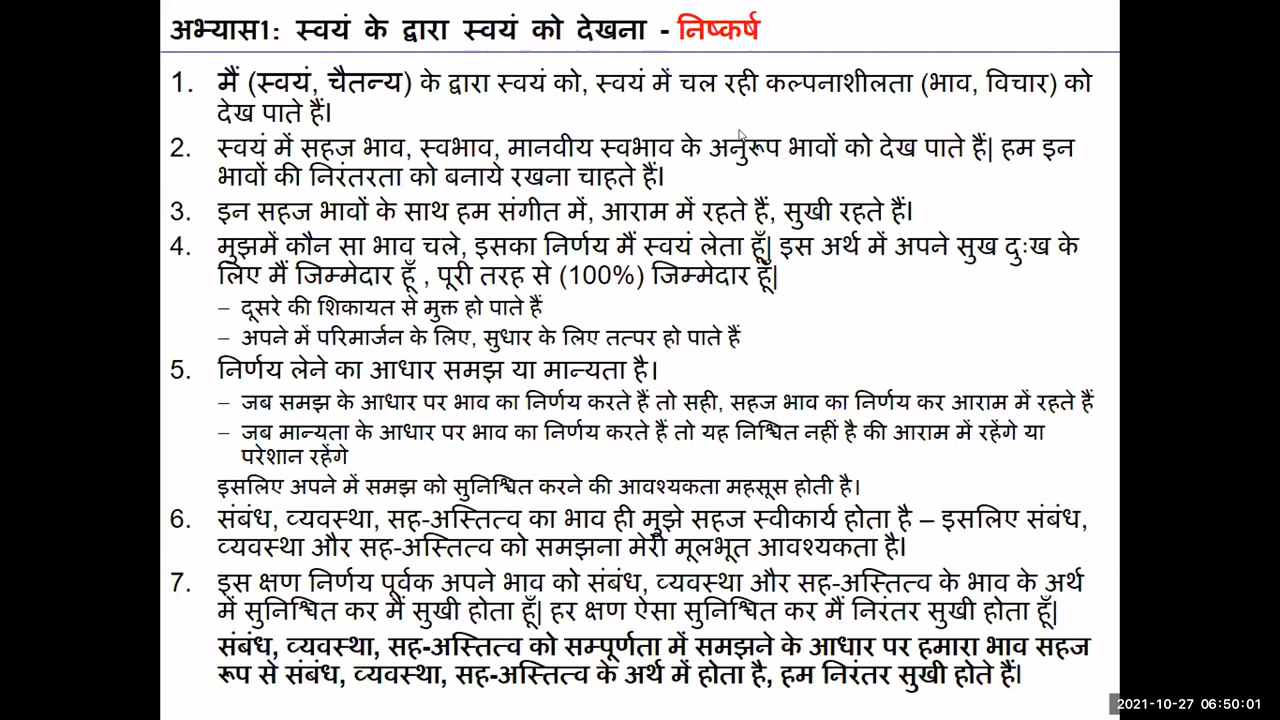 अभ्यास1: स्वयं के द्वारा स्वयं को देखना - निष्कर्ष
1. मैं (स्वयं, चैतन्य) के द्वारा स्वयं को, स्वयं में चल रही कल्पनाशीलता (भाव, विचार) को
देख पाते हैं।
2. स्वयं में सहज भाव, स्वभाव, मानवीय स्वभाव के अनुरूप भावों को देख पाते हैं| हम इन
भावों की निरंतरता को बनाये रखना चाहते हैं।
3. इन सहज भावों के साथ हम संगीत में, आराम में रहते हैं, सुखी रहते हैं।
4. मुझमें कौन सा भाव चले, इसका निर्णय मैं स्वयं लेता हूँ| इस अर्थ में अपने सुख दुःख के
लिए मैं जिम्मेदार हूँ , पूरी तरह से (100%) जिम्मेदार हूँ|
– दूसरे की शिकायत से मुक्त हो पाते हैं
– अपने में परिमार्जन के लिए, सुधार के लिए तत्पर हो पाते हैं
5. निर्णय लेने का आधार समझ या मान्यता है।
– जब समझ के आधार पर भाव का निर्णय करते हैं तो सही, सहज भाव का निर्णय कर आराम में रहते हैं
– जब मान्यता के आधार पर भाव का निर्णय करते हैं तो यह निश्चित नहीं है की आराम में रहेंगे या
परेशान रहेंगे
इसलिए अपने में समझ को सुनिश्चित करने की आवश्यकता महसूस होती है।
6. संबंध, व्यवस्था, सह-अस्तित्व का भाव ही मुझे सहज स्वीकार्य होता है – इसलिए संबंध,
व्यवस्था और सह-अस्तित्व को समझना मेरी मूलभूत आवश्यकता है।
7. इस क्षण निर्णय पूर्वक अपने भाव को संबंध, व्यवस्था और सह-अस्तित्व के भाव के अर्थ
में सुनिश्चित कर मैं सुखी होता हूँ| हर क्षण ऐसा सुनिश्चित कर मैं निरंतर सुखी होता हूँ|
संबंध, व्यवस्था, सह-अस्तित्व को सम्पूर्णता में समझने के आधार पर हमारा भाव सहज
रूप से संबंध, व्यवस्था, सह-अस्तित्व के अर्थ में होता है, हम निरंतर सुखी होते हैं।
2021-10-27 06:50:01